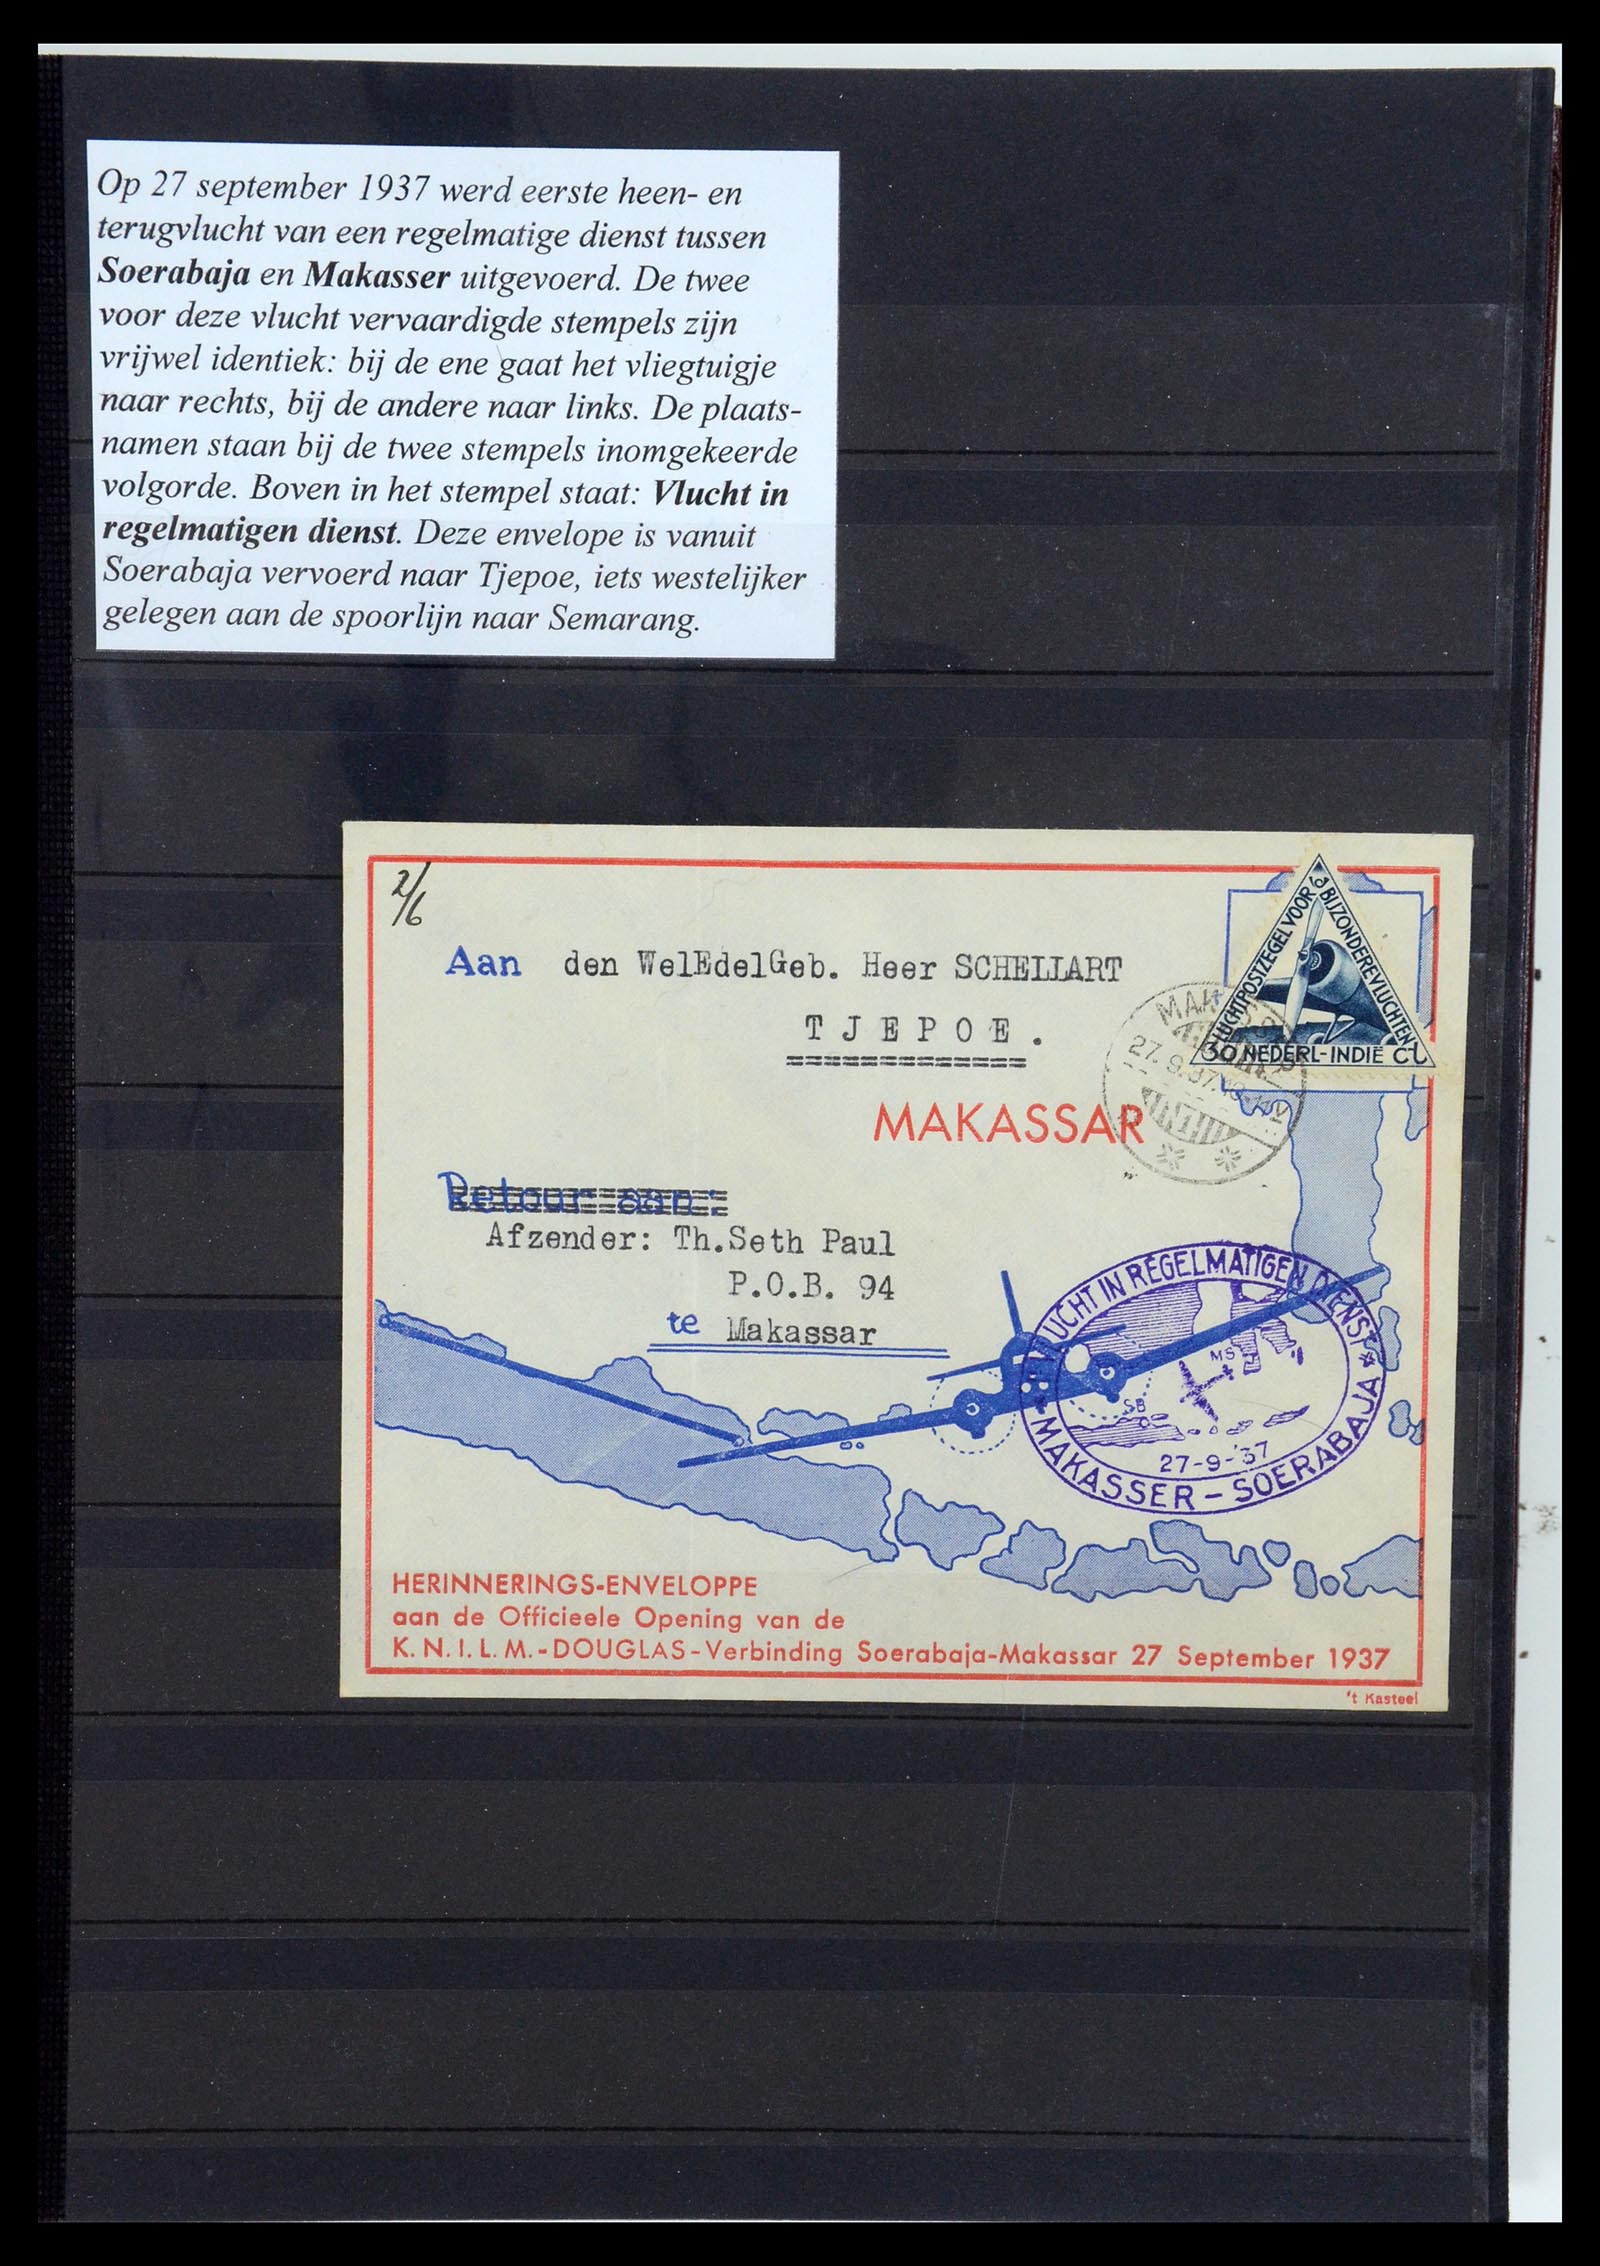 Op 27 september 1937 werd eerste heen- en
terugvlucht van een regelmatige dienst tussen
Soerabaja en Makasser uitgevoerd. De twee
voor deze vlucht vervaardigde stempels zijn
vrijwel identiek: bij de ene gaat het vliegtuigje
naar rechts, bij de andere naar links. De plaats-
namen staan bij de twee stempels inomgekeerde
volgorde. Boven in het stempel staat: Vlucht in
regelmatigen dienst. Deze envelope is vanuit
Soerabaja vervoerd naar Tjepoe, iets westelijker
gelegen aan de spoorlijn naar Semarang.
2/6
LUCHTPOSTZEGEL VOOR BIJZONDERE VLUCHTEN
30 NEDERL-INDIË CT
Aan den WelEdelGeb. Heer SCHELLART
TJEPOE.
27.9.37
MAKASSAR
Retour aan:
Afzender: Th.Seth Paul
P.O.B. 94
te Makassar
VLUCHT IN REGELMATIGEN DIENST
MS
SB
27-9-'37
MAKASSER - SOERABAJA
HERINNERINGS-ENVELOPPE
aan de Officieele Opening van de
K.N.I.L.M.-DOUGLAS-Verbinding Soerabaja-Makassar 27 September 1937
't Kasteel